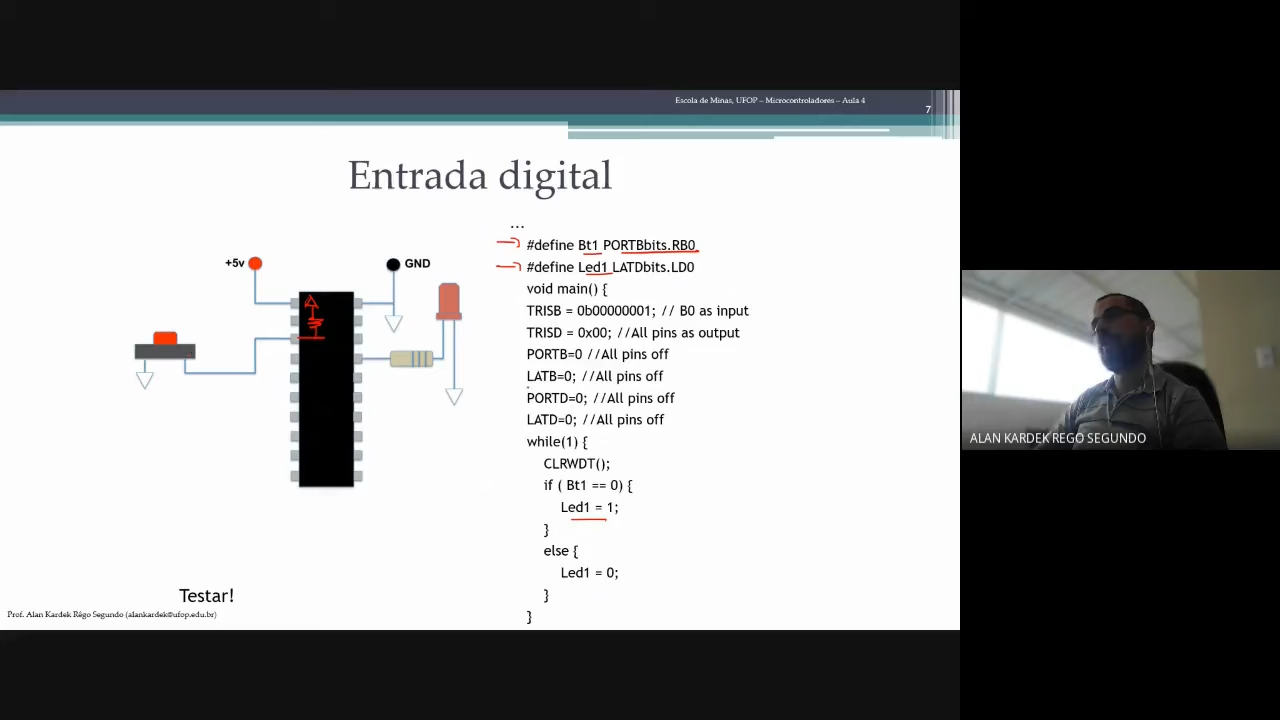 Escola de Minas, UFOP – Microcontroladores – Aula 4
7
Entrada digital
...
#define Bt1 PORTBbits.RB0
#define Led1 LATDbits.LD0
void main() {
TRISB = 0b00000001; // B0 as input
TRISD = 0x00; //All pins as output
PORTB=0 //All pins off
LATB=0; //All pins off
PORTD=0; //All pins off
LATD=0; //All pins off
while(1) {
CLRWDT();
if ( Bt1 == 0) {
Led1 = 1;
}
else {
Led1 = 0;
}
}
+5v
GND
Testar!
Prof. Alan Kardek Rêgo Segundo (alankardek@ufop.edu.br)
ALAN KARDEK REGO SEGUNDO